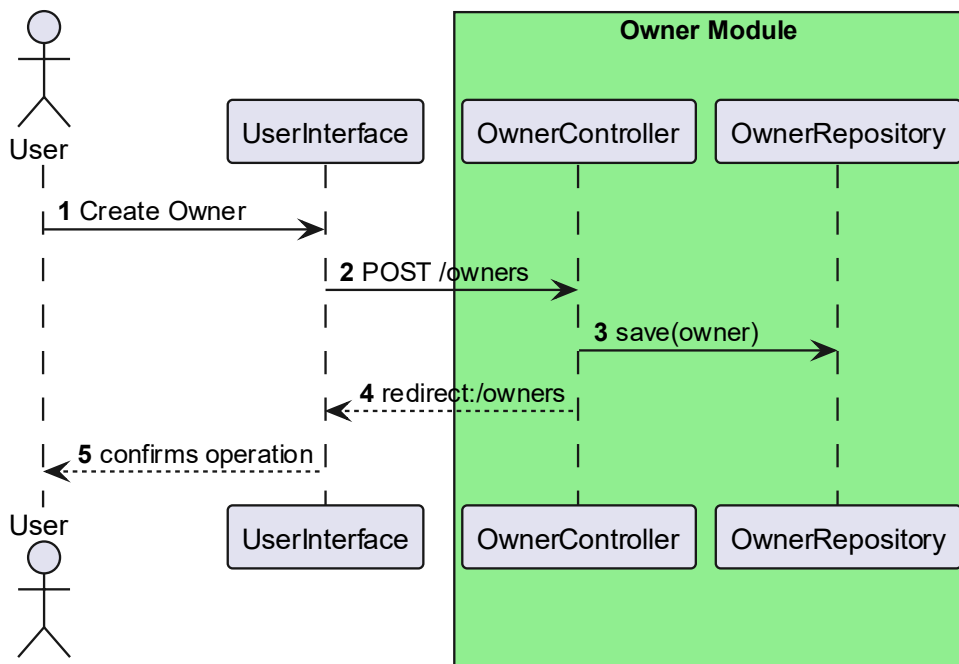 Owner Module
User
UserInterface
OwnerController
OwnerRepository
1 Create Owner
2 POST /owners
3 save(owner)
4 redirect:/owners
5 confirms operation
User
UserInterface
OwnerController
OwnerRepository